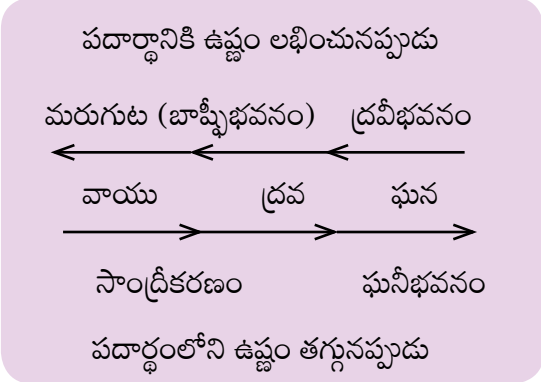 పదార్థానికి ఉష్ణం లభించునప్పుడు
మరుగుట (బాష్పీభవనం) ద్రవీభవనం
వాయు ద్రవ ఘన
సాంద్రీకరణం ఘనీభవనం
పదార్థంలోని ఉష్ణం తగ్గునప్పుడు